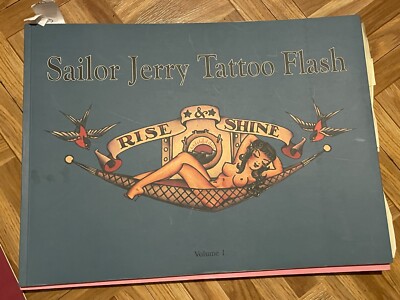 Sailor Jerry Tattoo Flash
&
RISE SHINE
Volume 1